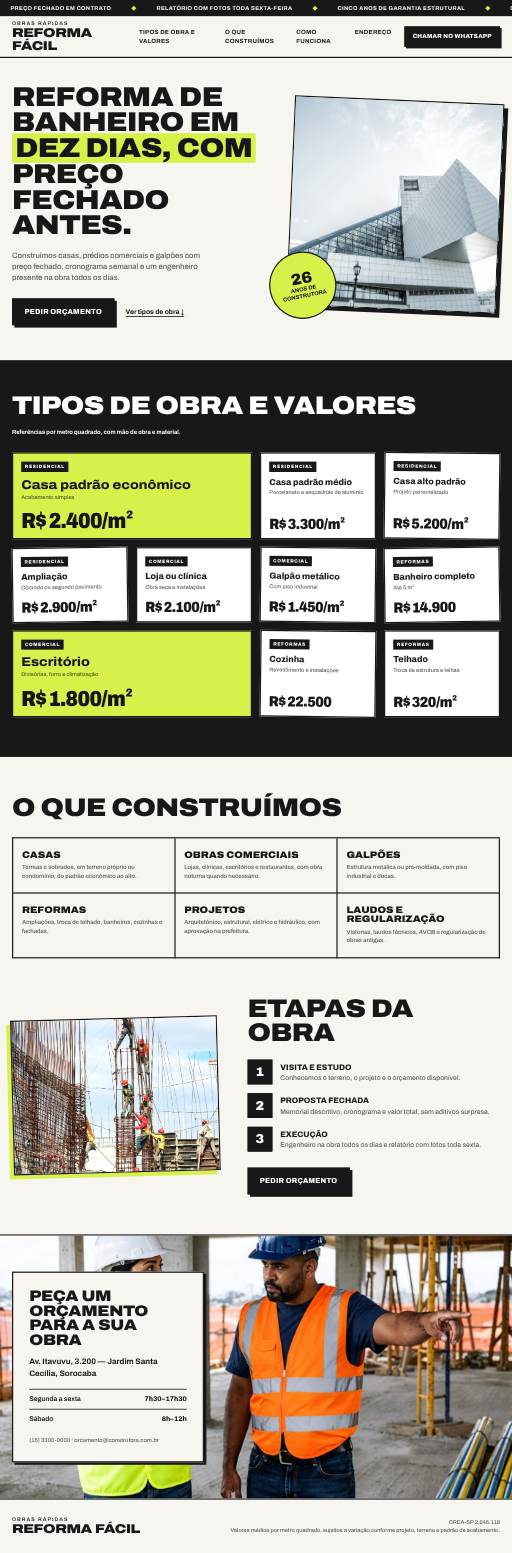 PREÇO FECHADO EM CONTRATO ◆ RELATÓRIO COM FOTOS TODA SEXTA-FEIRA ◆ CINCO ANOS DE GARANTIA ESTRUTURAL ◆
OBRAS RÁPIDAS
REFORMA
FÁCIL
TIPOS DE OBRA E
VALORES
O QUE
CONSTRUÍMOS
COMO
FUNCIONA
ENDEREÇO
CHAMAR NO WHATSAPP
REFORMA DE
BANHEIRO EM
DEZ DIAS, COM
PREÇO
FECHADO
ANTES.
Construímos casas, prédios comerciais e galpões com
preço fechado, cronograma semanal e um engenheiro
presente na obra todos os dias.
PEDIR ORÇAMENTO
Ver tipos de obra ↓
26
ANOS DE
CONSTRUTORA
TIPOS DE OBRA E VALORES
Referências por metro quadrado, com mão de obra e material.
RESIDENCIAL
Casa padrão econômico
Acabamento simples
R$ 2.400/m²
RESIDENCIAL
Casa padrão médio
Porcelanato e esquadrias de alumínio
R$ 3.300/m²
RESIDENCIAL
Casa alto padrão
Projeto personalizado
R$ 5.200/m²
RESIDENCIAL
Ampliação
Cômodo ou segundo pavimento
R$ 2.900/m²
COMERCIAL
Loja ou clínica
Obra seca e instalações
R$ 2.100/m²
COMERCIAL
Galpão metálico
Com piso industrial
R$ 1.450/m²
REFORMAS
Banheiro completo
Até 5 m²
R$ 14.900
COMERCIAL
Escritório
Divisórias, forro e climatização
R$ 1.800/m²
REFORMAS
Cozinha
Revestimento e instalações
R$ 22.500
REFORMAS
Telhado
Troca de estrutura e telhas
R$ 320/m²
O QUE CONSTRUÍMOS
CASAS
Térreas e sobrados, em terreno próprio ou
condomínio, do padrão econômico ao alto.
OBRAS COMERCIAIS
Lojas, clínicas, escritórios e restaurantes, com obra
noturna quando necessário.
GALPÕES
Estrutura metálica ou pré-moldada, com piso
industrial e docas.
REFORMAS
Ampliações, troca de telhado, banheiros, cozinhas e
fachadas.
PROJETOS
Arquitetônico, estrutural, elétrico e hidráulico, com
aprovação na prefeitura.
LAUDOS E
REGULARIZAÇÃO
Vistorias, laudos técnicos, AVCB e regularização de
obras antigas.
ETAPAS DA
OBRA
1
VISITA E ESTUDO
Conhecemos o terreno, o projeto e o orçamento disponível.
2
PROPOSTA FECHADA
Memorial descritivo, cronograma e valor total, sem aditivos surpresa.
3
EXECUÇÃO
Engenheiro na obra todos os dias e relatório com fotos toda sexta.
PEDIR ORÇAMENTO
PEÇA UM
ORÇAMENTO
PARA A SUA
OBRA
Av. Itavuvu, 3.200 — Jardim Santa
Cecília, Sorocaba
Segunda a sexta 7h30–17h30
Sábado 8h–12h
(15) 3300-0000 · orcamento@construtora.com.br
OBRAS RÁPIDAS
REFORMA FÁCIL
CREA-SP 2.045.118
Valores médios por metro quadrado, sujeitos a variação conforme projeto, terreno e padrão de acabamento.